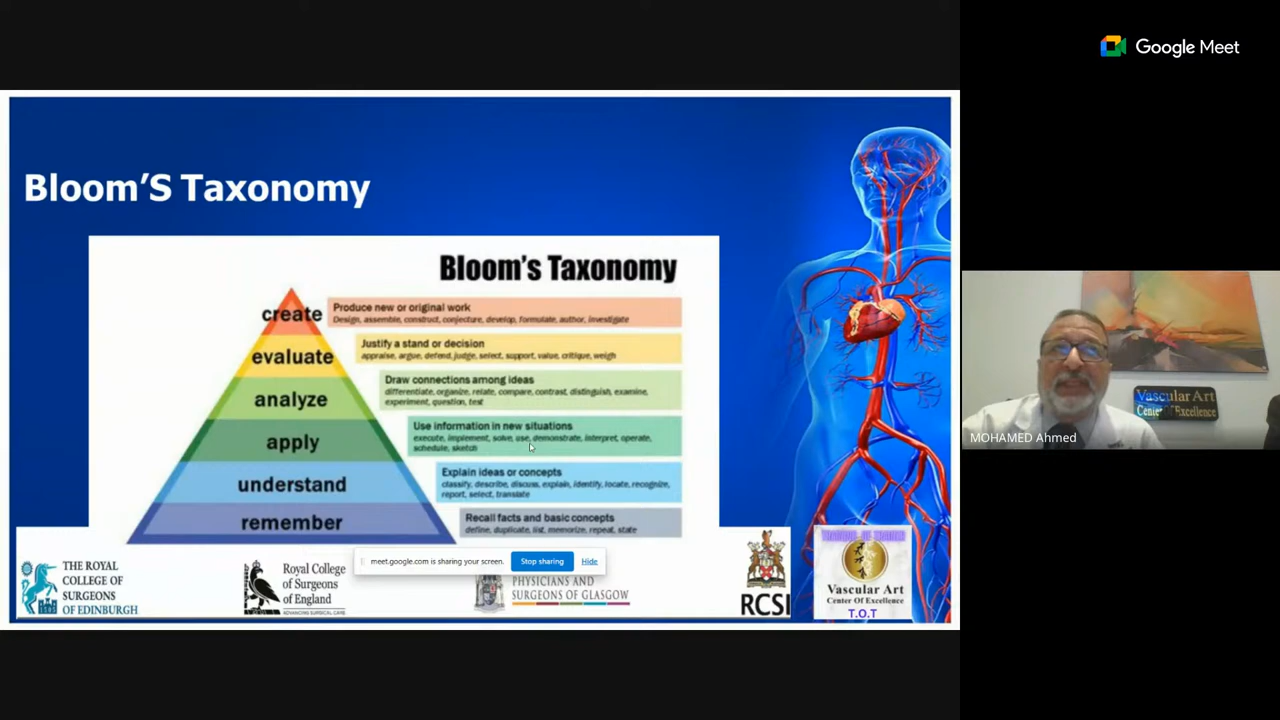 Google Meet
Bloom'S Taxonomy
Bloom's Taxonomy
create
Produce new or original work
Design, assemble, construct, conjecture, develop, formulate, author, investigate
evaluate
Justify a stand or decision
appraise, argue, defend, judge, select, support, value, critique, weigh
analyze
Draw connections among ideas
differentiate, organize, relate, compare, contrast, distinguish, examine,
experiment, question, test
apply
Use information in new situations
execute, implement, solve, use, demonstrate, interpret, operate,
schedule, sketch
understand
Explain ideas or concepts
classify, describe, discuss, explain, identify, locate, recognize,
report, select, translate
remember
Recall facts and basic concepts
define, duplicate, list, memorize, repeat, state
meet.google.com is sharing your screen.
Stop sharing
Hide
THE ROYAL
COLLEGE OF
SURGEONS
OF EDINBURGH
Royal College
of Surgeons
of England
ADVANCING SURGICAL CARE
PHYSICIANS AND
SURGEONS OF GLASGOW
RCSI
Vascular Art
Center Of Excellence
T.O.T
Vascular Art
Center of Excellence
MOHAMED Ahmed